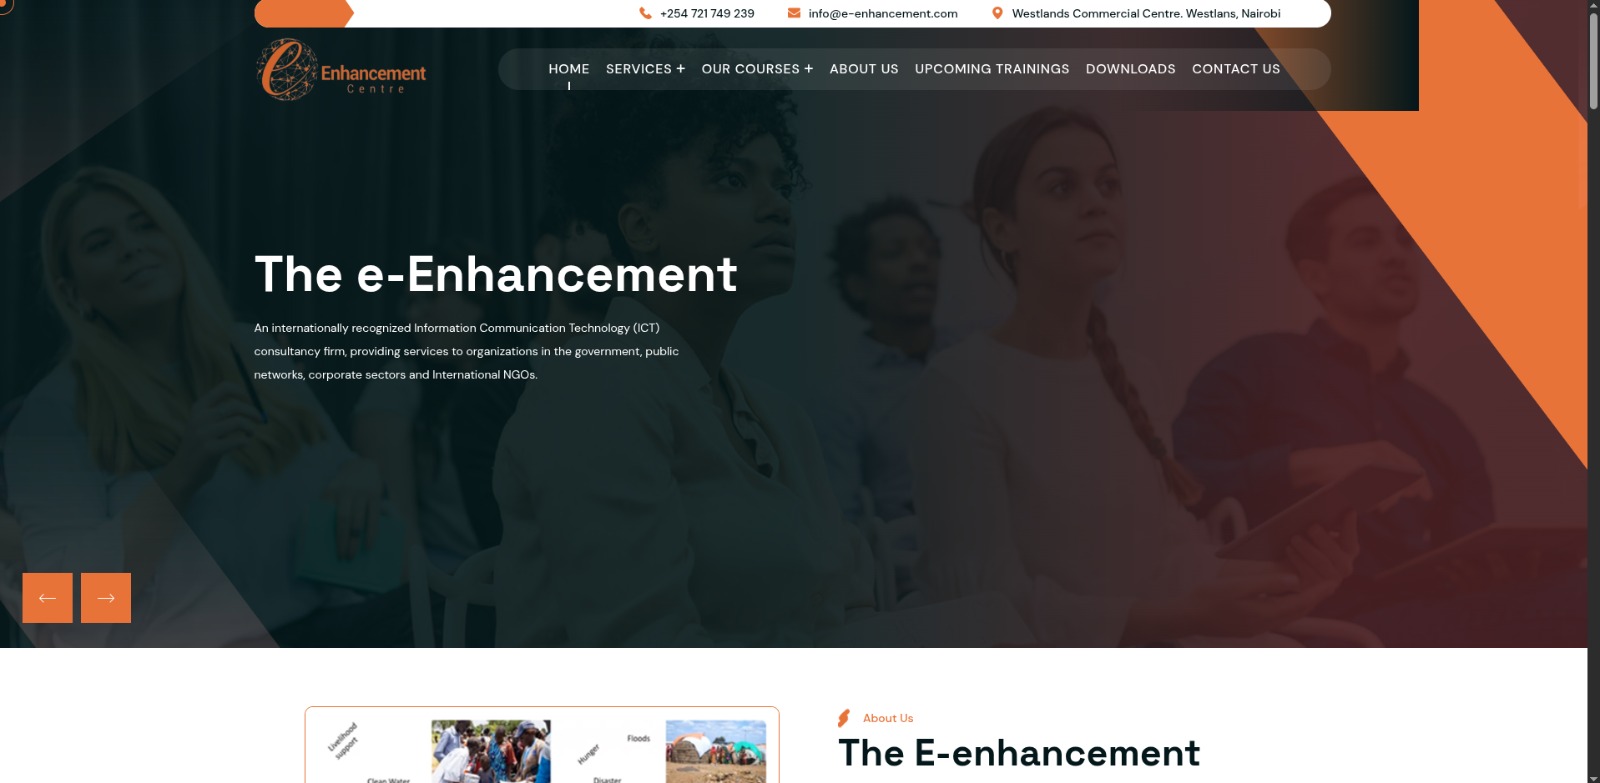 +254 721 749 239
info@e-enhancement.com
Westlands Commercial Centre. Westlans, Nairobi
e Enhancement
Centre
HOME
SERVICES +
OUR COURSES +
ABOUT US
UPCOMING TRAININGS
DOWNLOADS
CONTACT US
The e-Enhancement
An internationally recognized Information Communication Technology (ICT)
consultancy firm, providing services to organizations in the government, public
networks, corporate sectors and International NGOs.
Livelihood
support
Clean Water
Hunger
Floods
Disaster
About Us
The E-enhancement